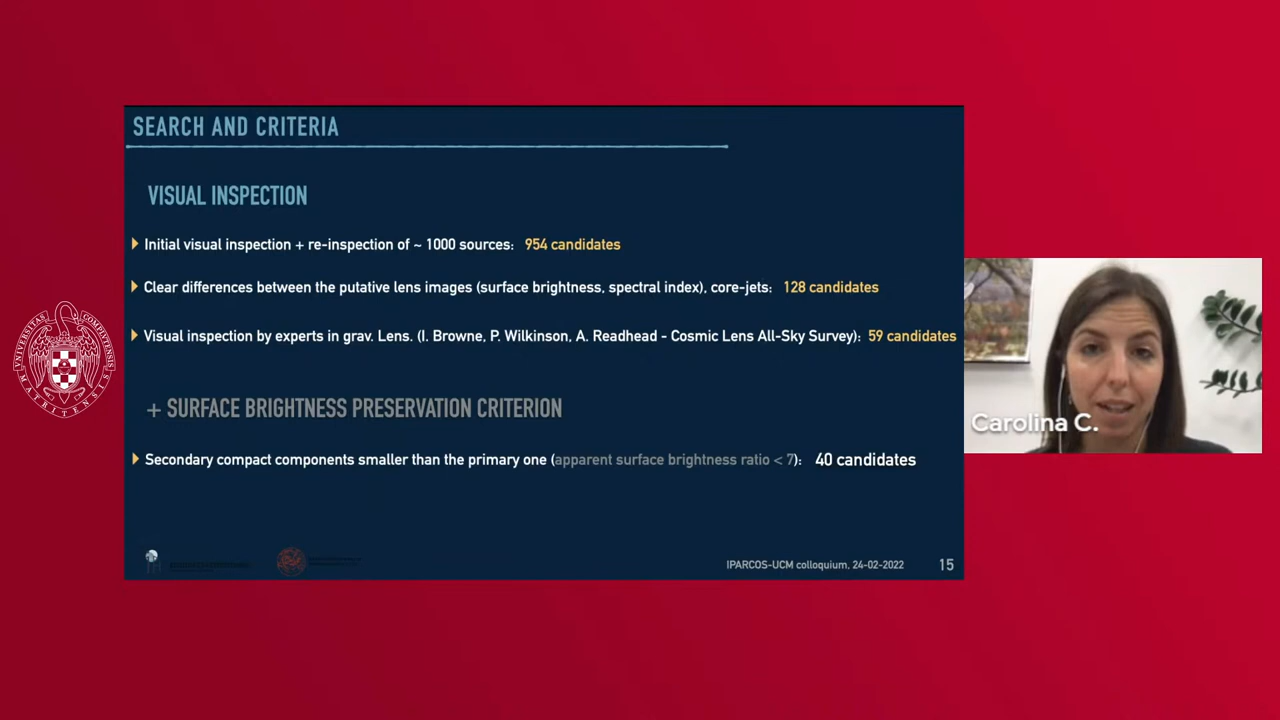 SEARCH AND CRITERIA
VISUAL INSPECTION
Initial visual inspection + re-inspection of ~ 1000 sources: 954 candidates
Clear differences between the putative lens images (surface brightness, spectral index), core-jets: 128 candidates
Visual inspection by experts in grav. Lens. (I. Browne, P. Wilkinson, A. Readhead - Cosmic Lens All-Sky Survey): 59 candidates
+ SURFACE BRIGHTNESS PRESERVATION CRITERION
Secondary compact components smaller than the primary one (apparent surface brightness ratio < 7): 40 candidates
IPARCOS-UCM colloquium, 24-02-2022 15
Carolina C.